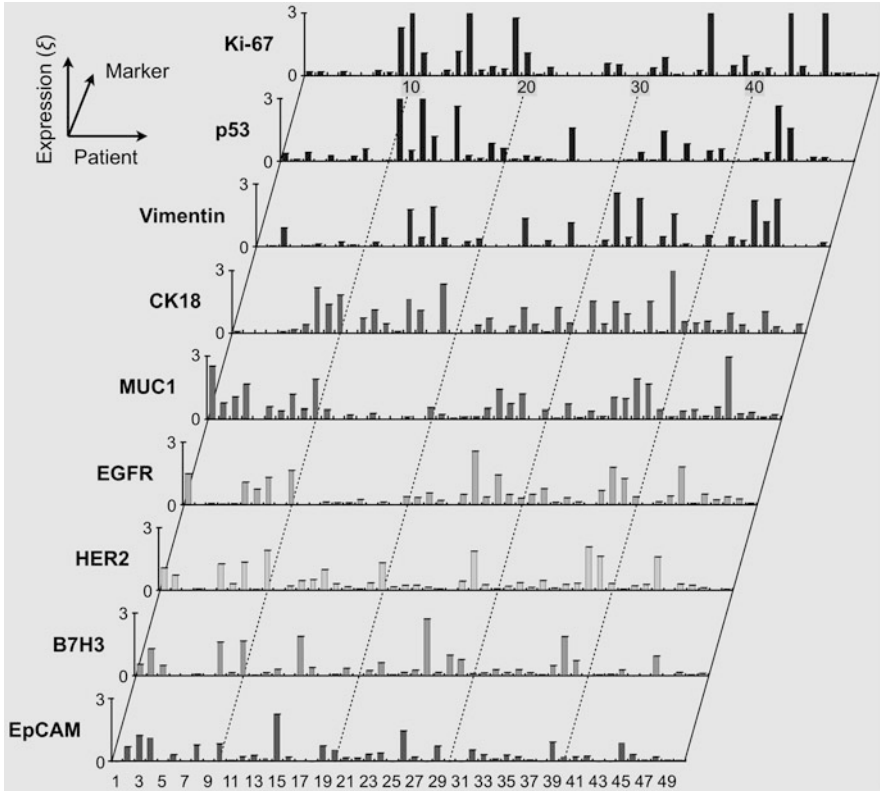 Expression (ξ)
Marker
Patient
Ki-67
3
0
10
20
30
40
p53
3
0
Vimentin
3
0
CK18
3
0
MUC1
3
0
EGFR
3
0
HER2
3
0
B7H3
3
0
EpCAM
3
0
1 3 5 7 9 11 13 15 17 19 21 23 25 27 29 31 33 35 37 39 41 43 45 47 49